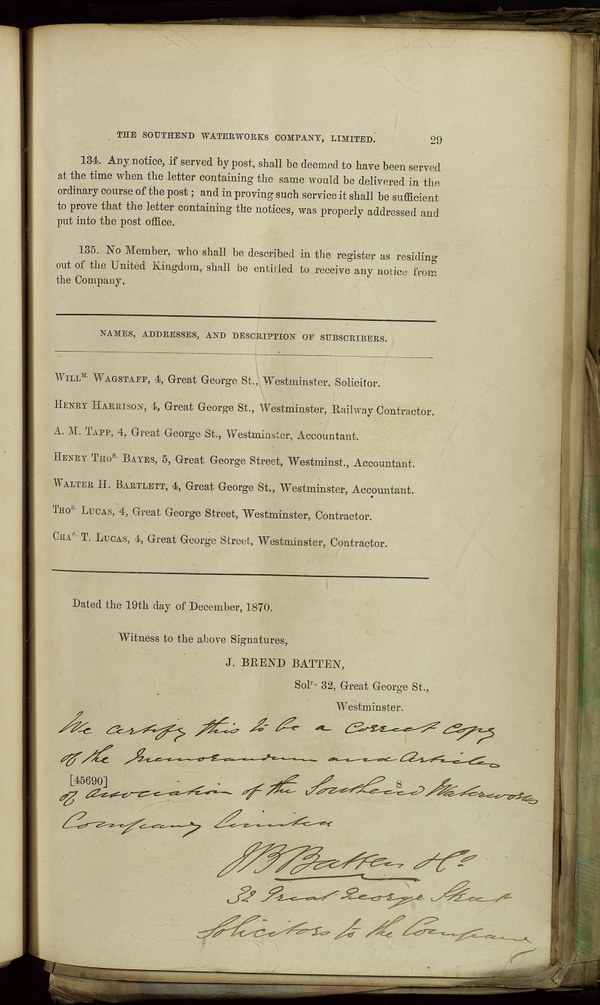 THE SOUTHEND WATERWORKS COMPANY, LIMITED. 29
134. Any notice, if served by post, shall be deemed to have been served
at the time when the letter containing the same would be delivered in the
ordinary course of the post; and in proving such service it shall be sufficient
to prove that the letter containing the notices, was properly addressed and
put into the post office.
135. No Member, who shall be described in the register as residing
out of the United Kingdom, shall be entitled to receive any notice from
the Company.
NAMES, ADDRESSES, AND DESCRIPTION OF SUBSCRIBERS.
WILLM. WAGSTAFF, 4, Great George St., Westminster, Solicitor.
HENRY HARRISON, 4, Great George St., Westminster, Railway Contractor.
A. M. TAPP, 4, Great George St., Westminster, Accountant.
HENRY THOS. BAYES, 5, Great George Street, Westminst., Accountant.
WALTER H. BARTLETT, 4, Great George St., Westminster, Accountant.
THOS. LUCAS, 4, Great George Street, Westminster, Contractor.
CHAS. T. LUCAS, 4, Great George Street, Westminster, Contractor.
Dated the 19th day of December, 1870.
Witness to the above Signatures,
J. BREND BATTEN,
Solr. 32, Great George St.,
Westminster.
We certify this to be a correct copy
of the Memorandum and Articles
[45690] 8
of association of the Southend Waterworks
Company limited
JB Batten & Co
32 Great George Street
Solicitors to the Company